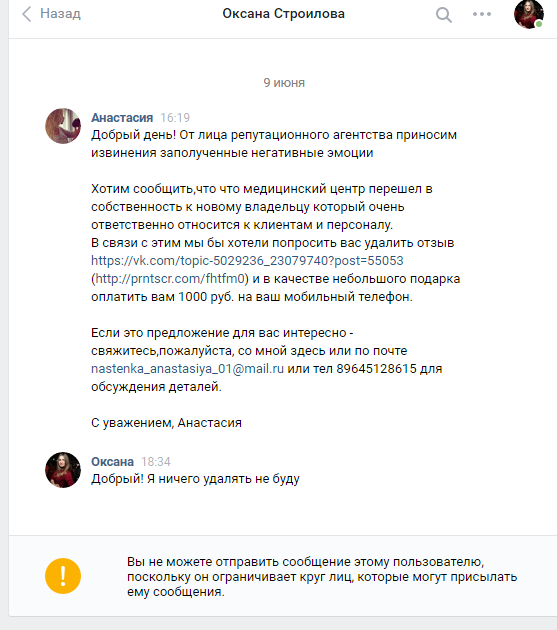 Назад
Оксана Строилова
9 июня
Анастасия 16:19
Добрый день! От лица репутационного агентства приносим
извинения заполученные негативные эмоции
Хотим сообщить,что что медицинский центр перешел в
собственность к новому владельцу который очень
ответственно относится к клиентам и персоналу.
В связи с этим мы бы хотели попросить вас удалить отзыв
https://vk.com/topic-5029236_23079740?post=55053
(http://prntscr.com/fhtfm0) и в качестве небольшого подарка
оплатить вам 1000 руб. на ваш мобильный телефон.
Если это предложение для вас интересно -
свяжитесь,пожалуйста, со мной здесь или по почте
nastenka_anastasiya_01@mail.ru или тел 89645128615 для
обсуждения деталей.
С уважением, Анастасия
Оксана 18:34
Добрый! Я ничего удалять не буду
Вы не можете отправить сообщение этому пользователю,
поскольку он ограничивает круг лиц, которые могут присылать
ему сообщения.